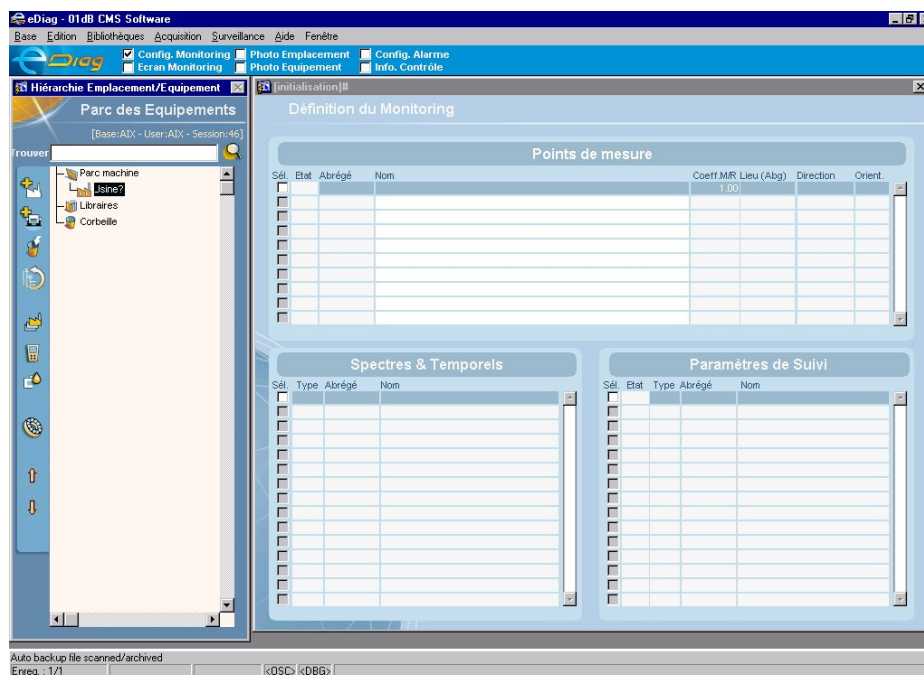 eDiag - 01dB CMS Software
Base Edition Bibliothèques Acquisition Surveillance Aide Fenêtre
eDiag
Config. Monitoring Photo Emplacement Config. Alarme
Ecran Monitoring Photo Equipement Info. Contrôle
Hiérarchie Emplacement/Equipement
[initialisation]#
Parc des Equipements
Définition du Monitoring
[Base:AIX - User:AIX - Session:46]
Trouver
Parc machine
Usine?
Libraires
Corbeille
Points de mesure
Sél. Etat Abrégé Nom Coeff.M/R Lieu (Abg) Direction Orient.
1.00
Spectres & Temporels
Sél. Type Abrégé Nom
Paramètres de Suivi
Sél. Etat Type Abrégé Nom
Auto backup file scanned/archived
Enreg. : 1/1 <OSC> <DBG>